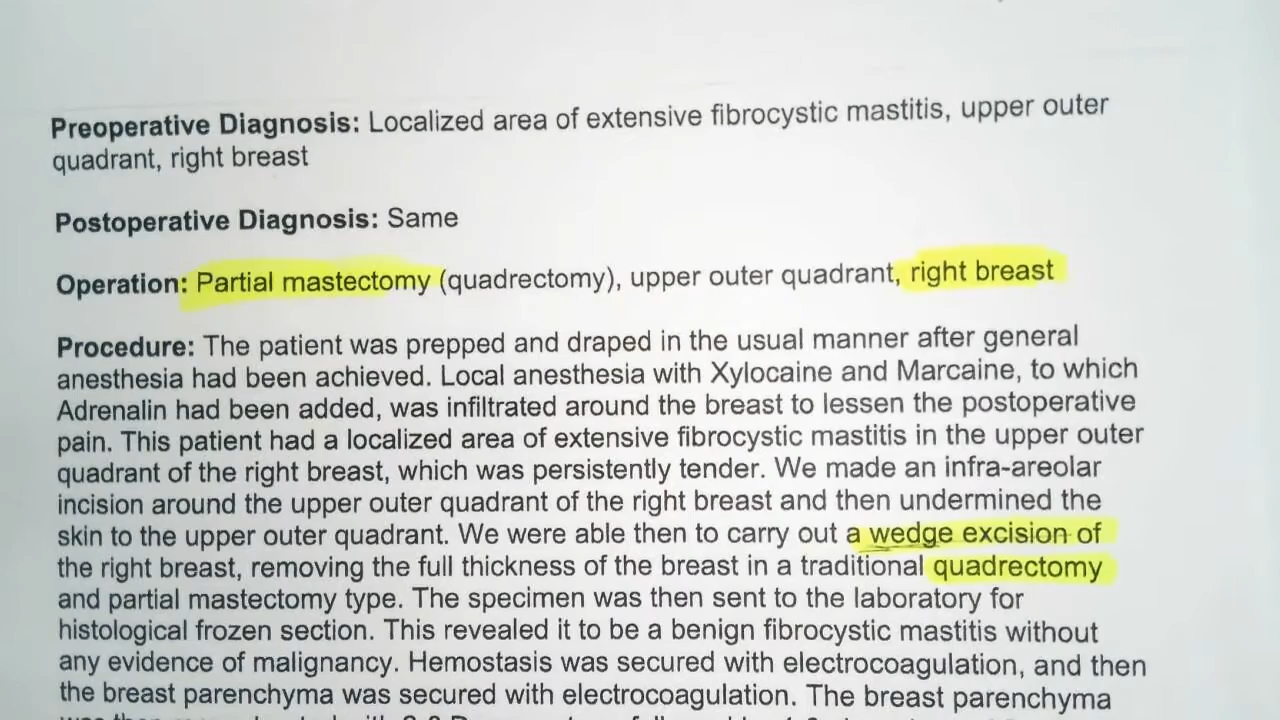 Preoperative Diagnosis: Localized area of extensive fibrocystic mastitis, upper outer
quadrant, right breast
Postoperative Diagnosis: Same
Operation: Partial mastectomy (quadrectomy), upper outer quadrant, right breast
Procedure: The patient was prepped and draped in the usual manner after general
anesthesia had been achieved. Local anesthesia with Xylocaine and Marcaine, to which
Adrenalin had been added, was infiltrated around the breast to lessen the postoperative
pain. This patient had a localized area of extensive fibrocystic mastitis in the upper outer
quadrant of the right breast, which was persistently tender. We made an infra-areolar
incision around the upper outer quadrant of the right breast and then undermined the
skin to the upper outer quadrant. We were able then to carry out a wedge excision of
the right breast, removing the full thickness of the breast in a traditional quadrectomy
and partial mastectomy type. The specimen was then sent to the laboratory for
histological frozen section. This revealed it to be a benign fibrocystic mastitis without
any evidence of malignancy. Hemostasis was secured with electrocoagulation, and then
the breast parenchyma was secured with electrocoagulation. The breast parenchyma